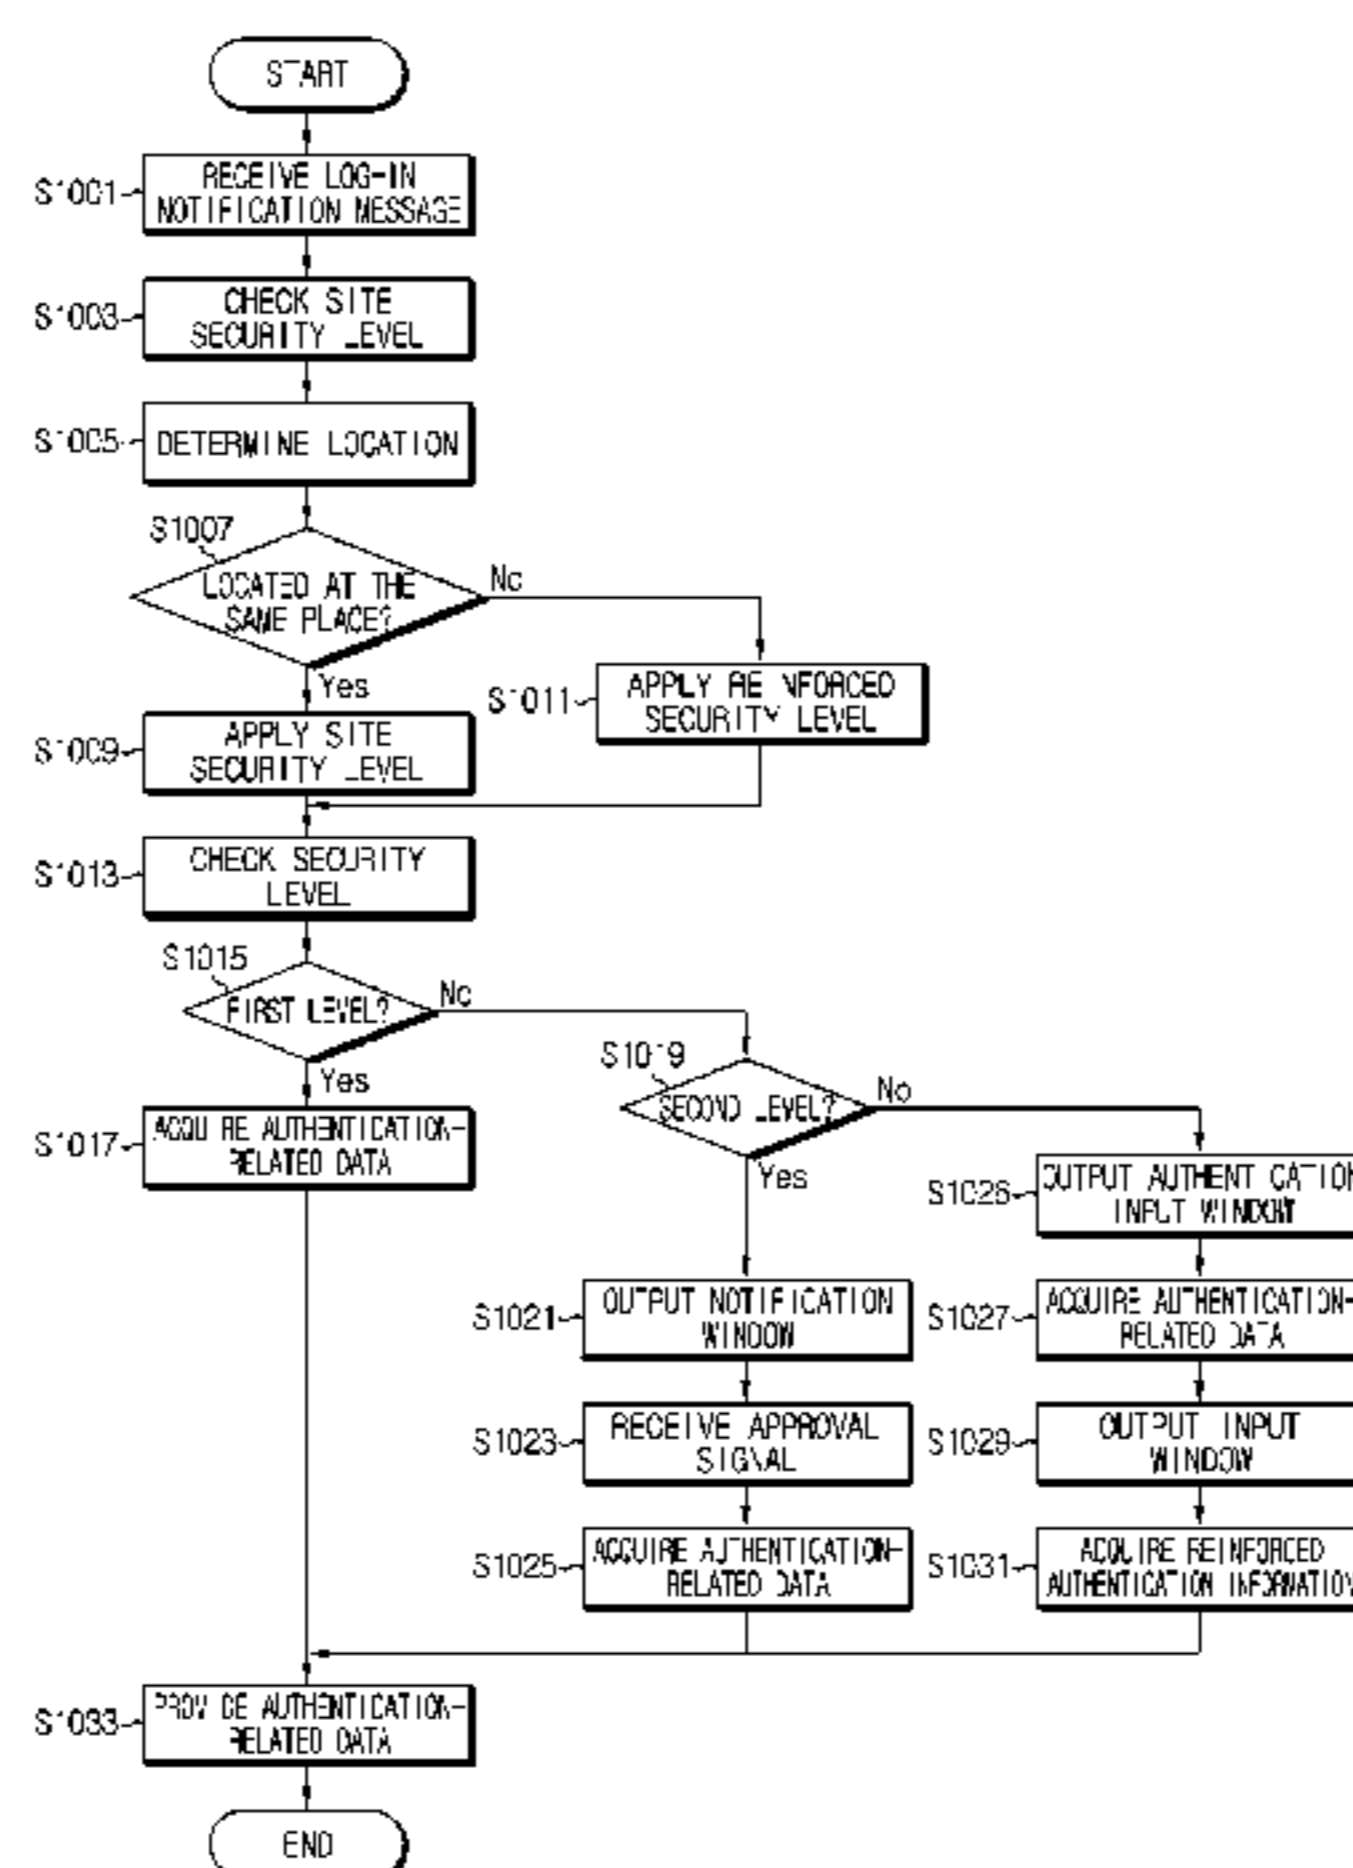 START
S1001
RECEIVE LOG-IN
NOTIFICATION MESSAGE
S1003
CHECK SITE
SECURITY LEVEL
S1005
DETERMINE LOCATION
S1007
LOCATED AT THE
SAME PLACE?
No
Yes
S1011
APPLY REINFORCED
SECURITY LEVEL
S1009
APPLY SITE
SECURITY LEVEL
S1013
CHECK SECURITY
LEVEL
S1015
FIRST LEVEL?
No
Yes
S1019
SECOND LEVEL?
No
Yes
S1017
ACQUIRE AUTHENTICATION-
RELATED DATA
S1026
OUTPUT AUTHENTICATION
INPUT WINDOW
S1021
OUTPUT NOTIFICATION
WINDOW
S1027
ACQUIRE AUTHENTICATION-
RELATED DATA
S1023
RECEIVE APPROVAL
SIGNAL
S1029
OUTPUT INPUT
WINDOW
S1025
ACQUIRE AUTHENTICATION-
RELATED DATA
S1031
ACQUIRE REINFORCED
AUTHENTICATION INFORMATION
S1033
PROVIDE AUTHENTICATION-
RELATED DATA
END